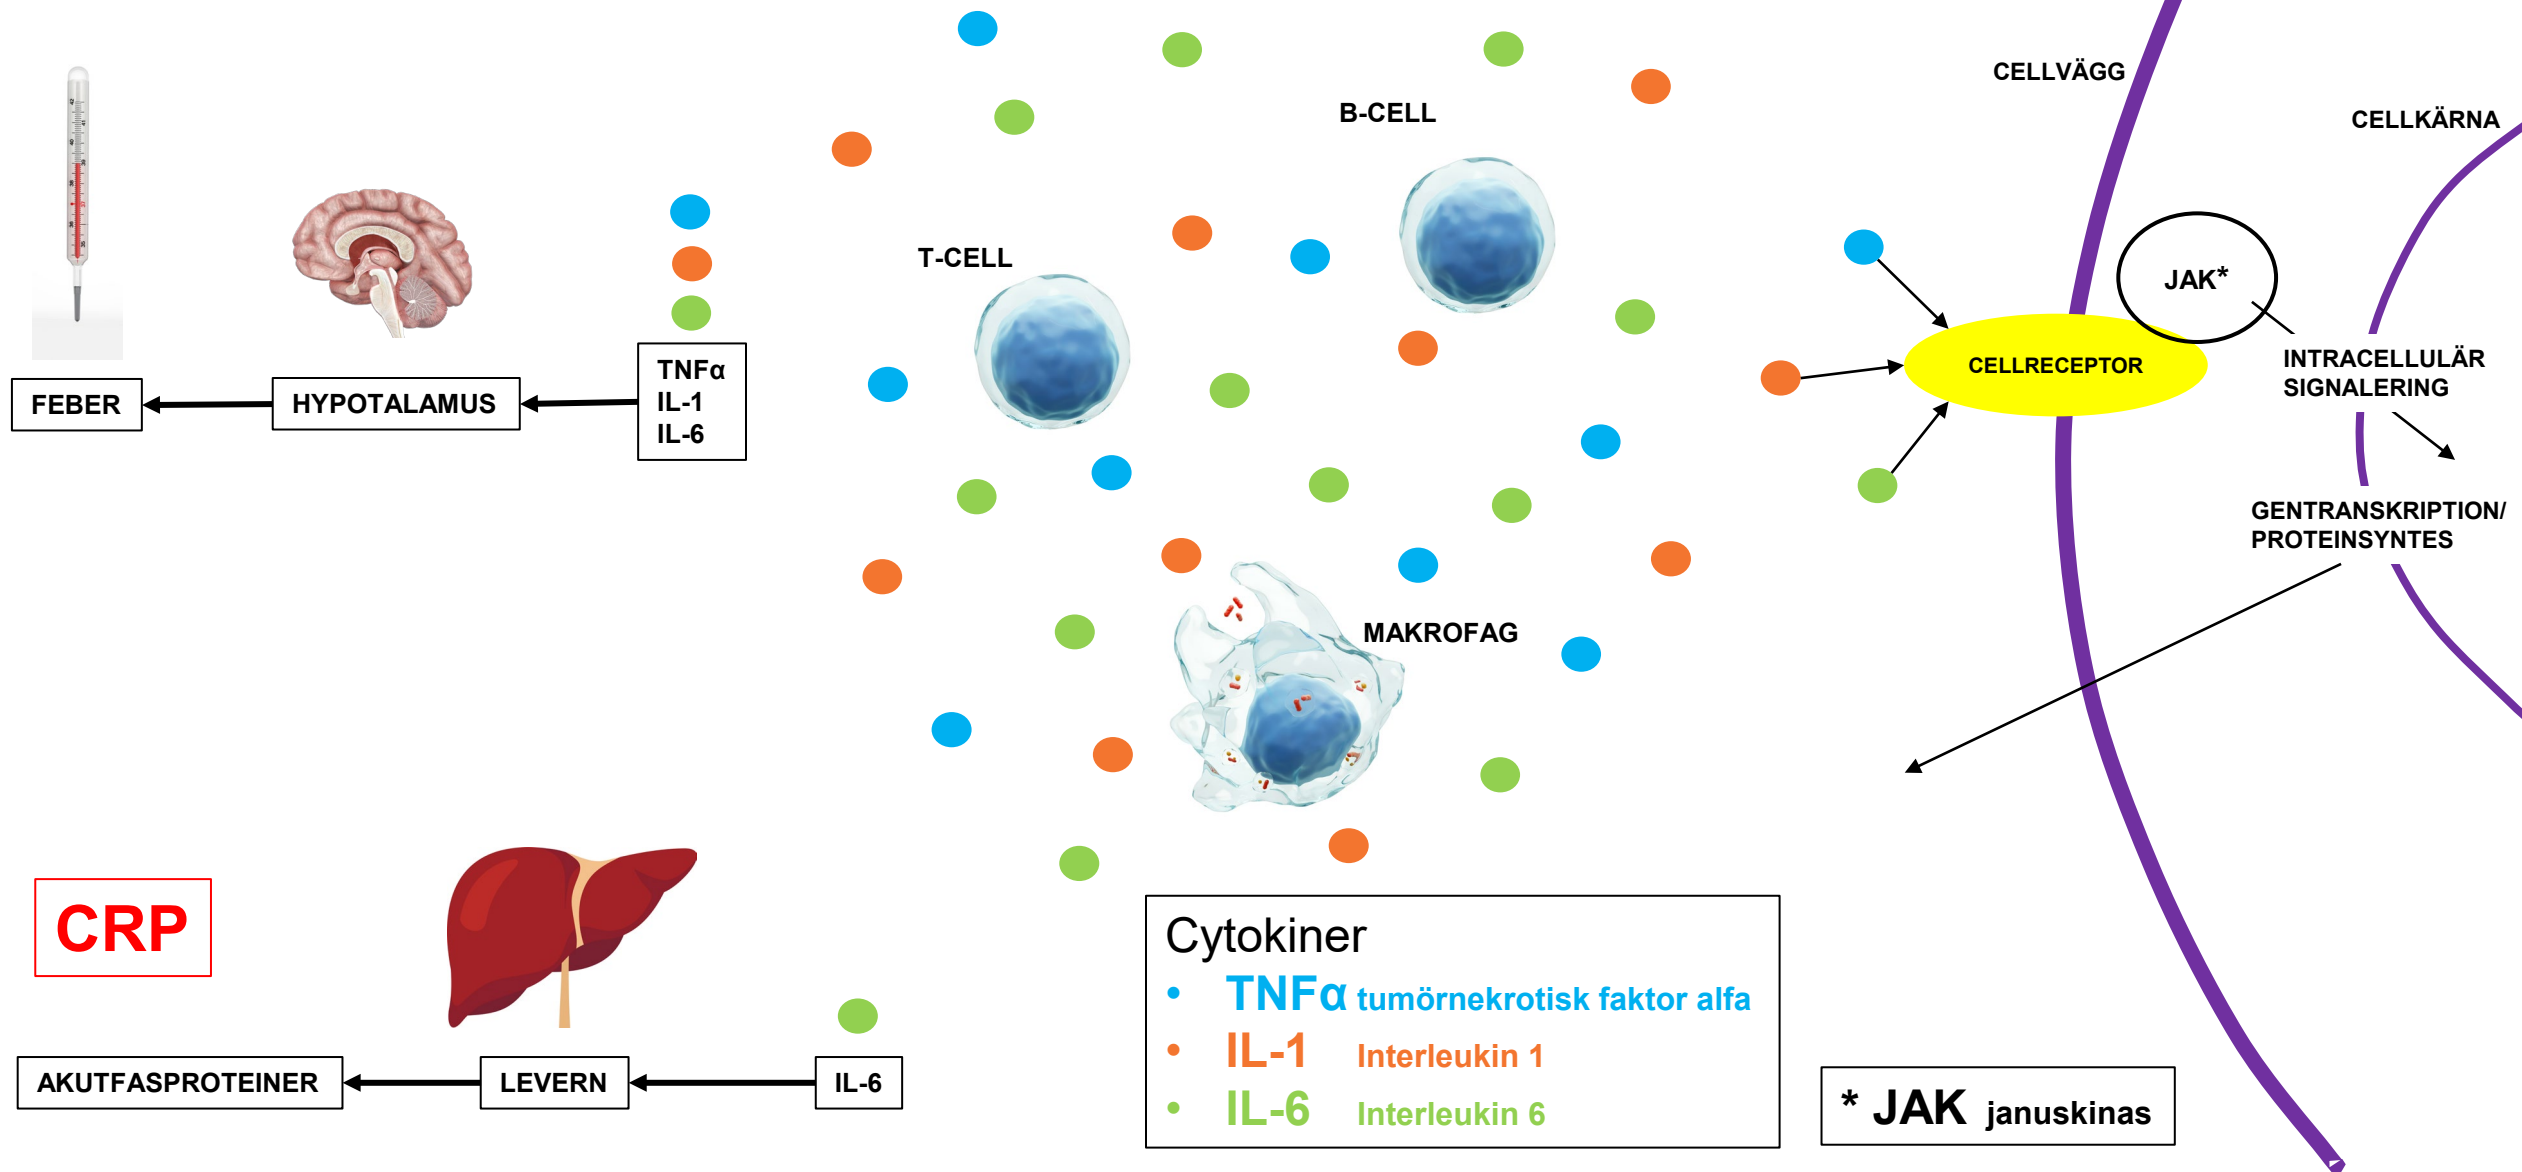 CELLVÄGG
CELLKÄRNA
B-CELL
T-CELL
JAK*
CELLRECEPTOR
INTRACELLULÄR
SIGNALERING
TNFα
IL-1
IL-6
HYPOTALAMUS
FEBER
GENTRANSKRIPTION/
PROTEINSYNTES
MAKROFAG
CRP
AKUTFASPROTEINER
LEVERN
IL-6
Cytokiner
• TNFα tumörnekrotisk faktor alfa
• IL-1 Interleukin 1
• IL-6 Interleukin 6
* JAK januskinas